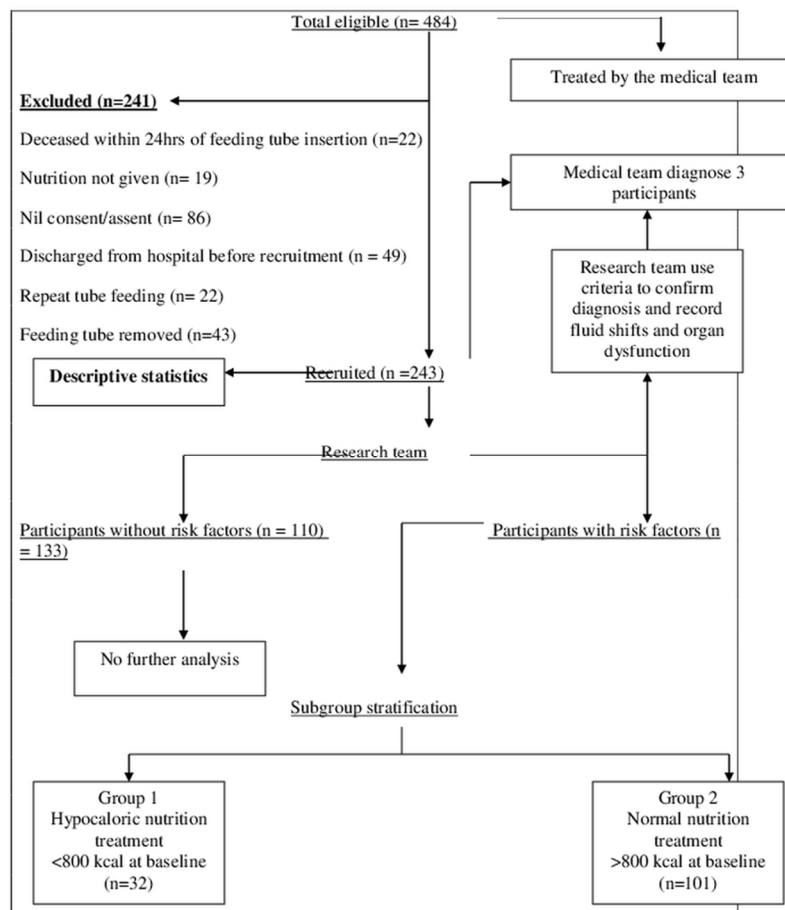 Total eligible (n= 484)
Treated by the medical team
Excluded (n=241)
Deceased within 24hrs of feeding tube insertion (n=22)
Nutrition not given (n= 19)
Nil consent/assent (n= 86)
Discharged from hospital before recruitment (n = 49)
Repeat tube feeding (n= 22)
Feeding tube removed (n=43)
Medical team diagnose 3
participants
Research team use
criteria to confirm
diagnosis and record
fluid shifts and organ
dysfunction
Descriptive statistics
Recruited (n =243)
Research team
Participants without risk factors (n = 110)
Participants with risk factors (n
= 133)
No further analysis
Subgroup stratification
Group 1
Hypocaloric nutrition
treatment
<800 kcal at baseline
(n=32)
Group 2
Normal nutrition
treatment
>800 kcal at baseline
(n=101)